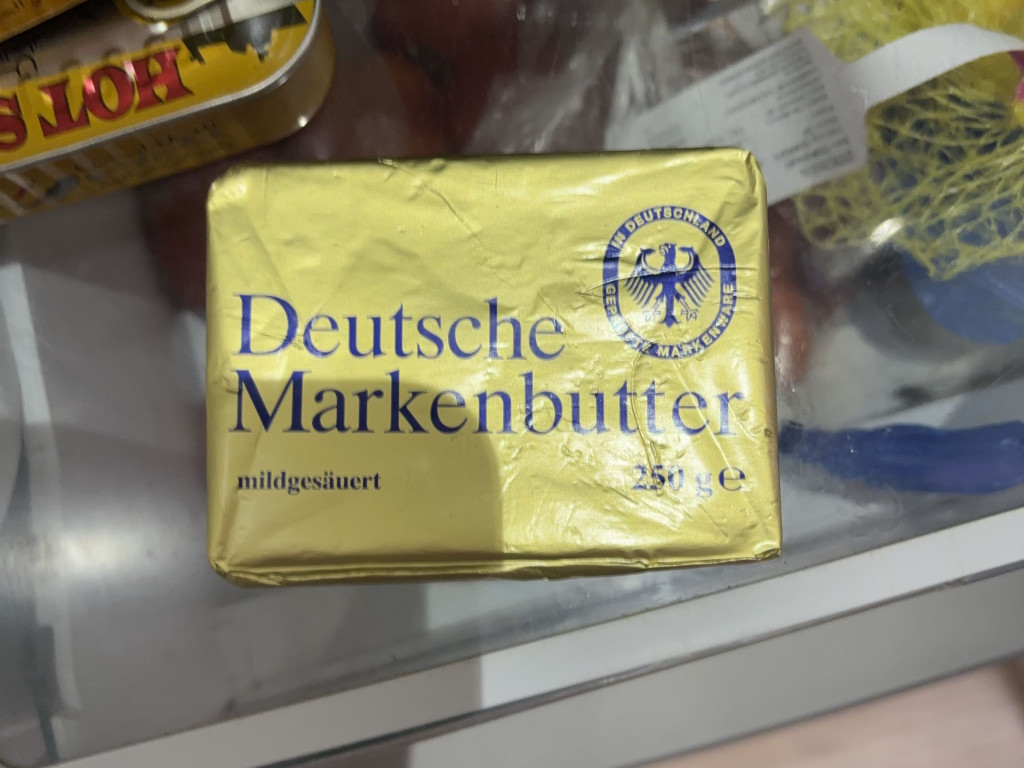 HOT S
IN DEUTSCHLAND
GEPRÜFTE MARKENWARE
Deutsche
Markenbutter
mildgesäuert
250 g e